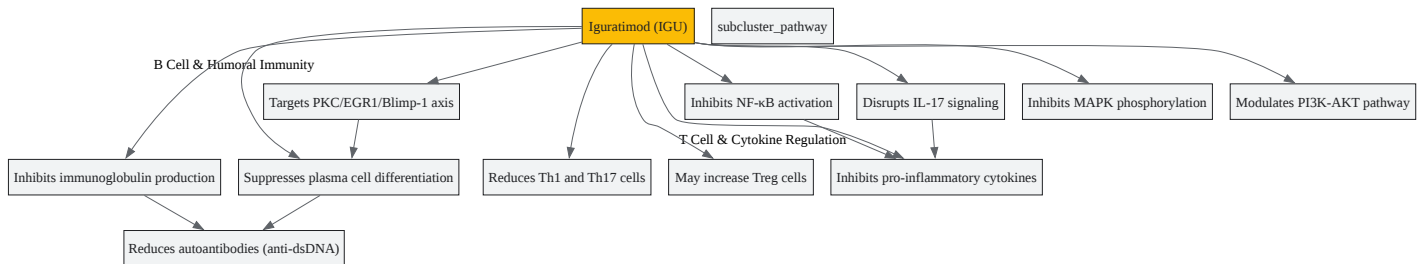 Iguratimod (IGU)
subcluster_pathway
B Cell & Humoral Immunity
Targets PKC/EGR1/Blimp-1 axis
Inhibits NF-κB activation
Disrupts IL-17 signaling
Inhibits MAPK phosphorylation
Modulates PI3K-AKT pathway
T Cell & Cytokine Regulation
Inhibits immunoglobulin production
Suppresses plasma cell differentiation
Reduces Th1 and Th17 cells
May increase Treg cells
Inhibits pro-inflammatory cytokines
Reduces autoantibodies (anti-dsDNA)